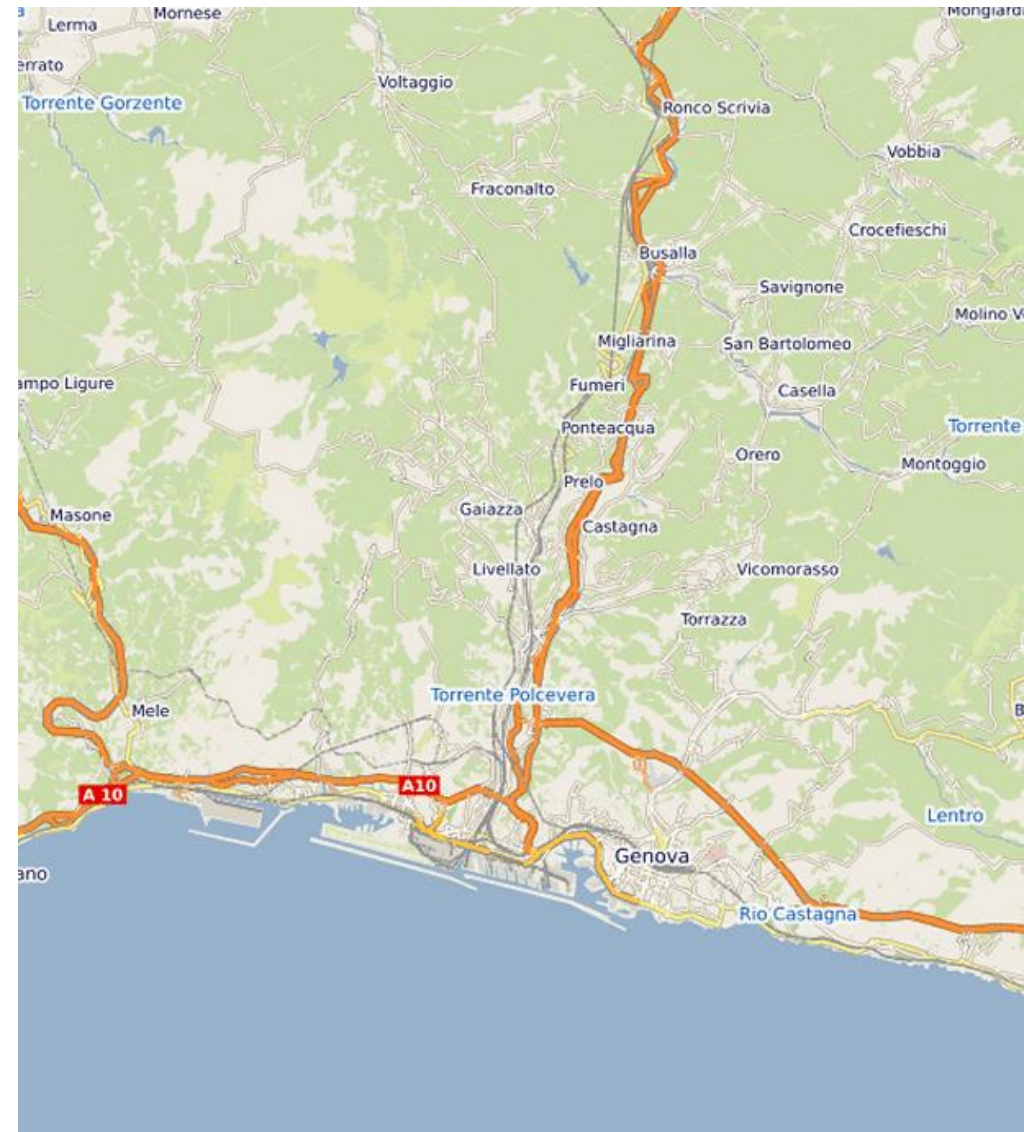 Mornese
Lerma
Mongiardi
errato
Voltaggio
Torrente Gorzente
Ronco Scrivia
Vobbia
Fraconalto
Crocefieschi
Busalla
Savignone
Molino V
Migliarina
San Bartolomeo
ampo Ligure
Fumeri
Casella
Ponteacqua
Torrente
Orero
Montoggio
Prelo
Gaiazza
Masone
Castagna
Livellato
Vicomorasso
Torrazza
Torrente Polcevera
Mele
B
A10
A 10
Lentro
Genova
ano
Rio Castagna